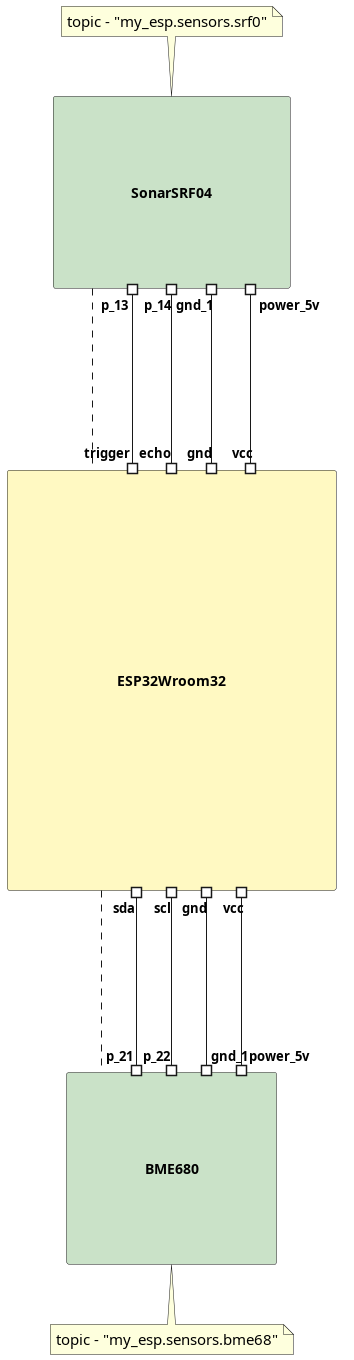 topic - "my_esp.sensors.srf0"
SonarSRF04
p_13 p_14 gnd_1 power_5v
trigger echo gnd vcc
ESP32Wroom32
sda scl gnd vcc
p_21 p_22 gnd_1 power_5v
BME680
topic - "my_esp.sensors.bme68"